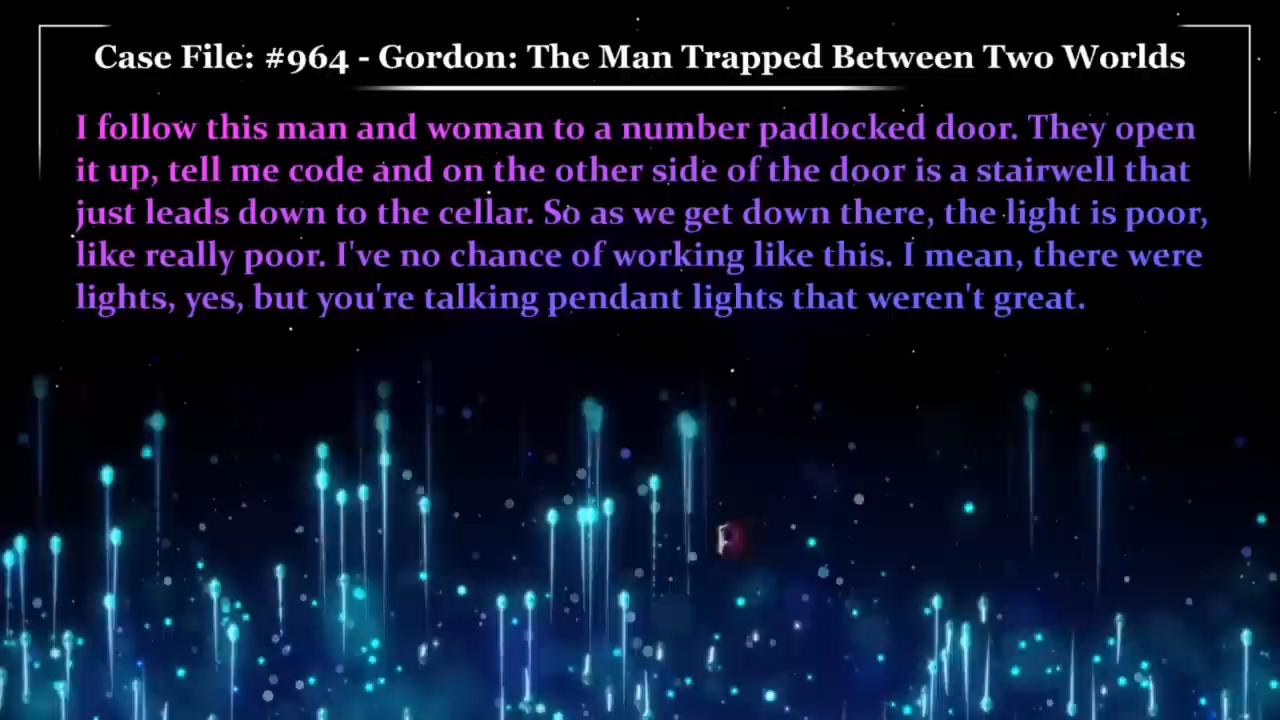 Case File: #964 - Gordon: The Man Trapped Between Two Worlds
I follow this man and woman to a number padlocked door. They open
it up, tell me code and on the other side of the door is a stairwell that
just leads down to the cellar. So as we get down there, the light is poor,
like really poor. I've no chance of working like this. I mean, there were
lights, yes, but you're talking pendant lights that weren't great.